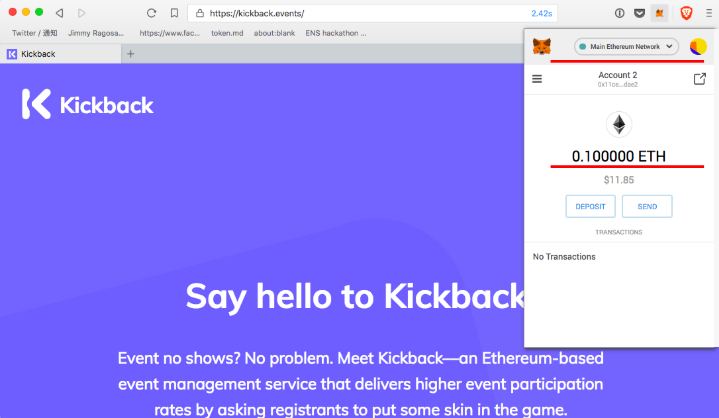 https://kickback.events/
2.42s
Twitter / 通知
Jimmy Ragosa...
https://www.fac...
token.md
about:blank
ENS hackathon ...
Kickback
Main Ethereum Network
Account 2
0x11ce...dae2
0.100000 ETH
$11.85
DEPOSIT
SEND
TRANSACTIONS
No Transactions
Kickback
Say hello to Kickback
Event no shows? No problem. Meet Kickback—an Ethereum-based
event management service that delivers higher event participation
rates by asking registrants to put some skin in the game.